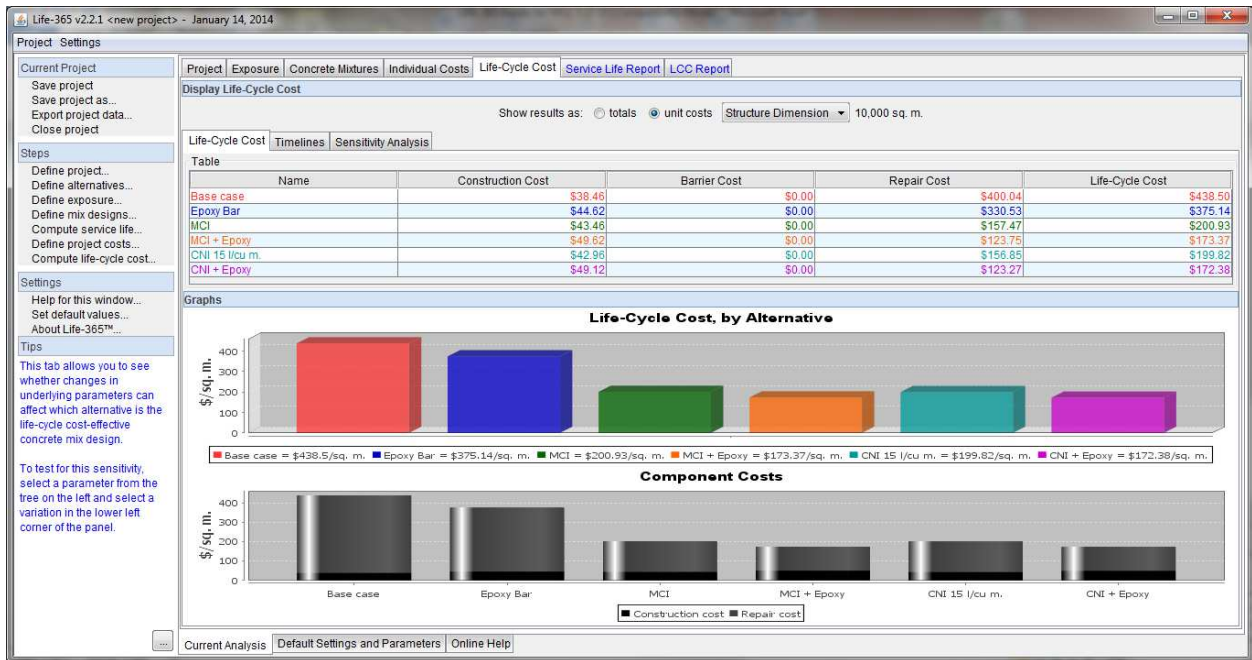 Life-365 v2.2.1 <new project> - January 14, 2014
Project Settings
Current Project
Save project
Save project as...
Export project data...
Close project
Steps
Define project...
Define alternatives...
Define exposure...
Define mix designs...
Compute service life...
Define project costs...
Compute life-cycle cost...
Settings
Help for this window...
Set default values...
About Life-365™...
Tips
This tab allows you to see
whether changes in
underlying parameters can
affect which alternative is the
life-cycle cost-effective
concrete mix design.
To test for this sensitivity,
select a parameter from the
tree on the left and select a
variation in the lower left
corner of the panel.
...
Project Exposure Concrete Mixtures Individual Costs Life-Cycle Cost Service Life Report LCC Report
Display Life-Cycle Cost
Show results as: totals unit costs Structure Dimension 10,000 sq. m.
Life-Cycle Cost Timelines Sensitivity Analysis
Table
Name Construction Cost Barrier Cost Repair Cost Life-Cycle Cost
Base case $38.46 $0.00 $400.04 $438.50
Epoxy Bar $44.62 $0.00 $330.53 $375.14
MCI $43.46 $0.00 $157.47 $200.93
MCI + Epoxy $49.62 $0.00 $123.75 $173.37
CNI 15 l/cu m. $42.96 $0.00 $156.85 $199.82
CNI + Epoxy $49.12 $0.00 $123.27 $172.38
Graphs
Life-Cycle Cost, by Alternative
$/sq. m.
400
300
200
100
0
Base case = $438.5/sq. m. Epoxy Bar = $375.14/sq. m. MCI = $200.93/sq. m. MCI + Epoxy = $173.37/sq. m. CNI 15 l/cu m. = $199.82/sq. m. CNI + Epoxy = $172.38/sq. m.
Component Costs
$/sq. m.
400
300
200
100
0
Base case Epoxy Bar MCI MCI + Epoxy CNI 15 l/cu m. CNI + Epoxy
Construction cost Repair cost
Current Analysis Default Settings and Parameters Online Help